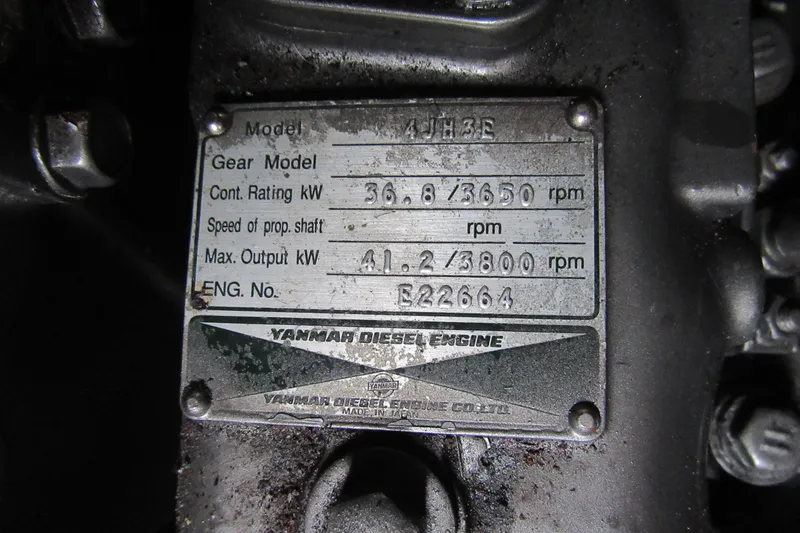 Model 4JH3E
Gear Model
Cont. Rating kW 36.8/3650 rpm
Speed of prop. shaft rpm
Max. Output kW 41.2/3800 rpm
ENG. No. E22664
YANMAR DIESEL ENGINE
YANMAR
YANMAR DIESEL ENGINE CO., LTD.
MADE IN JAPAN